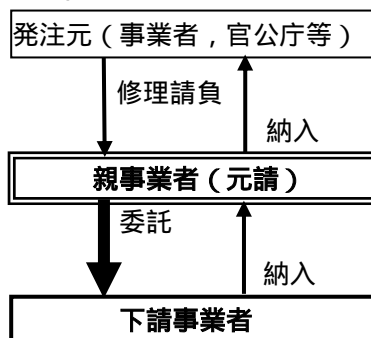 発注元（事業者，官公庁等）
修理請負
納入
親事業者（元請）
委託
納入
下請事業者